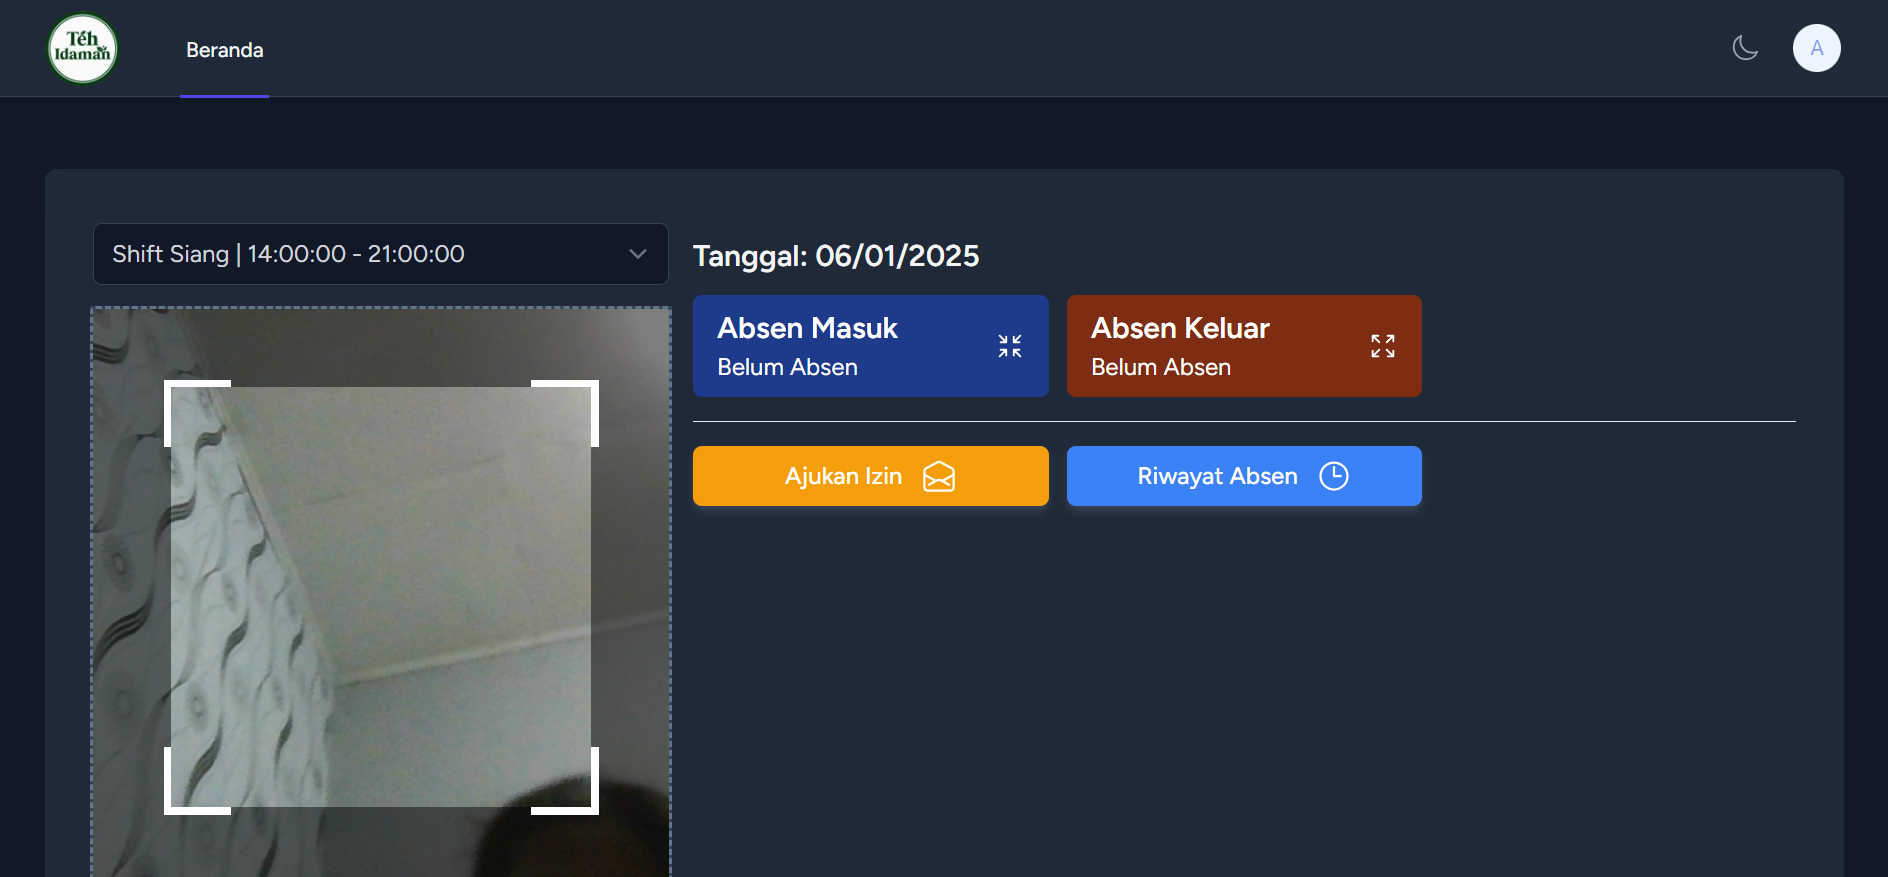 Téh
Idaman
Beranda
A
Shift Siang | 14:00:00 - 21:00:00
Tanggal: 06/01/2025
Absen Masuk
Belum Absen
Absen Keluar
Belum Absen
Ajukan Izin
Riwayat Absen